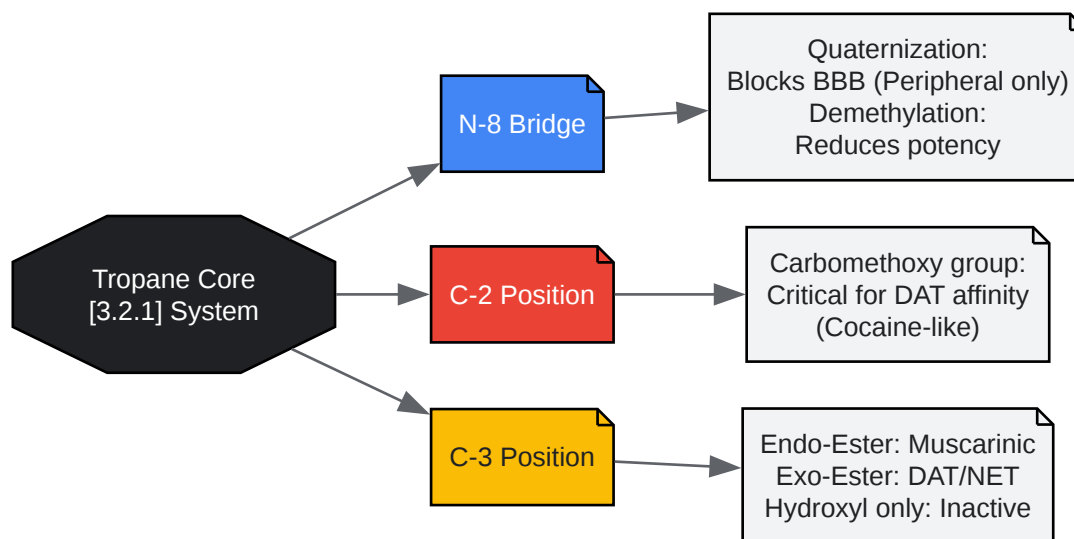 Tropane Core
[3.2.1] System
N-8 Bridge
Quaternization:
Blocks BBB (Peripheral only)
Demethylation:
Reduces potency
C-2 Position
Carbomethoxy group:
Critical for DAT affinity
(Cocaine-like)
C-3 Position
Endo-Ester: Muscarinic
Exo-Ester: DAT/NET
Hydroxyl only: Inactive